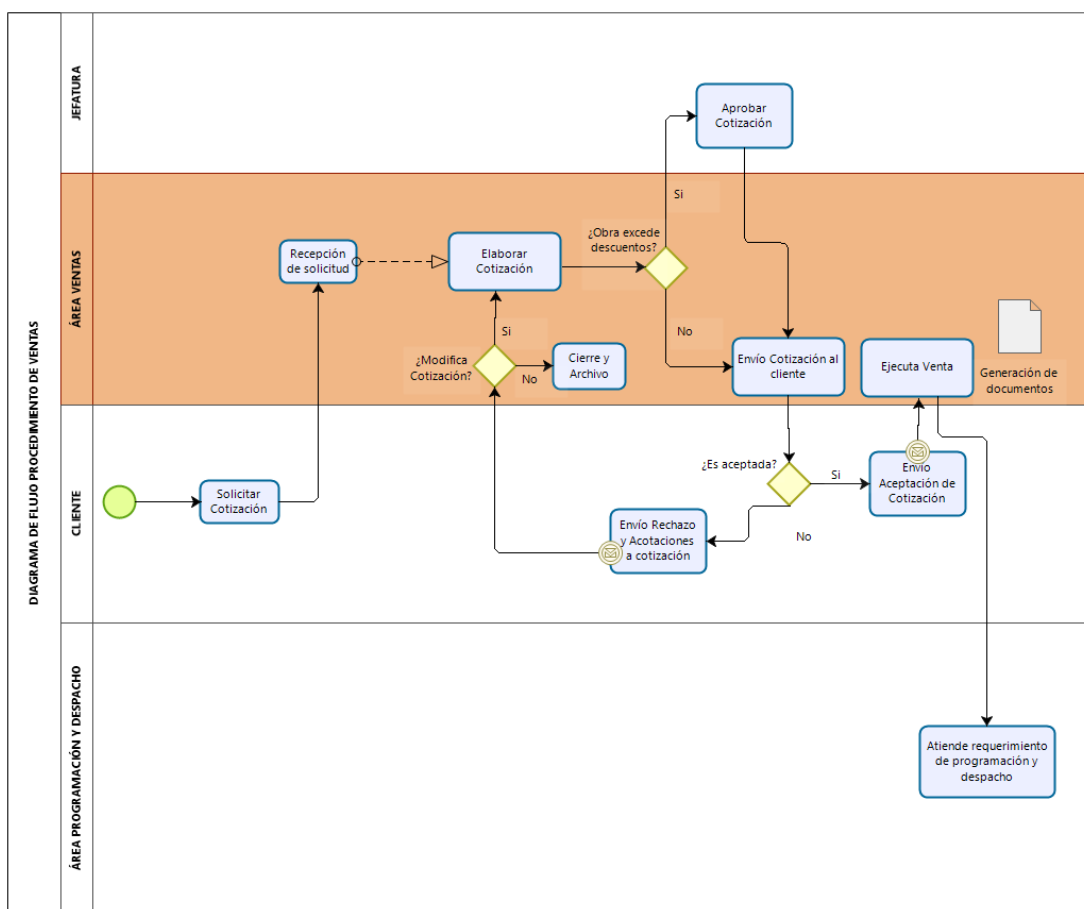 DIAGRAMA DE FLUJO PROCEDIMENTO DE VENTAS
JEFATURA
Aprobar
Cotización
ÁREA VENTAS
Si
¿Obra excede
descuentos?
Recepción
de solicitud
Elaborar
Cotización
No
Si
¿Modifica
Cotización?
No
Cierre y
Archivo
Envío Cotización al
cliente
Ejecuta Venta
Generación de
documentos
CLIENTE
Solicitar
Cotización
¿Es aceptada?
Si
Envío
Aceptación de
Cotización
No
Envío Rechazo
y Acotaciones
a cotización
ÁREA PROGRAMACIÓN Y DESPACHO
Atiende requerimiento
de programación y
despacho